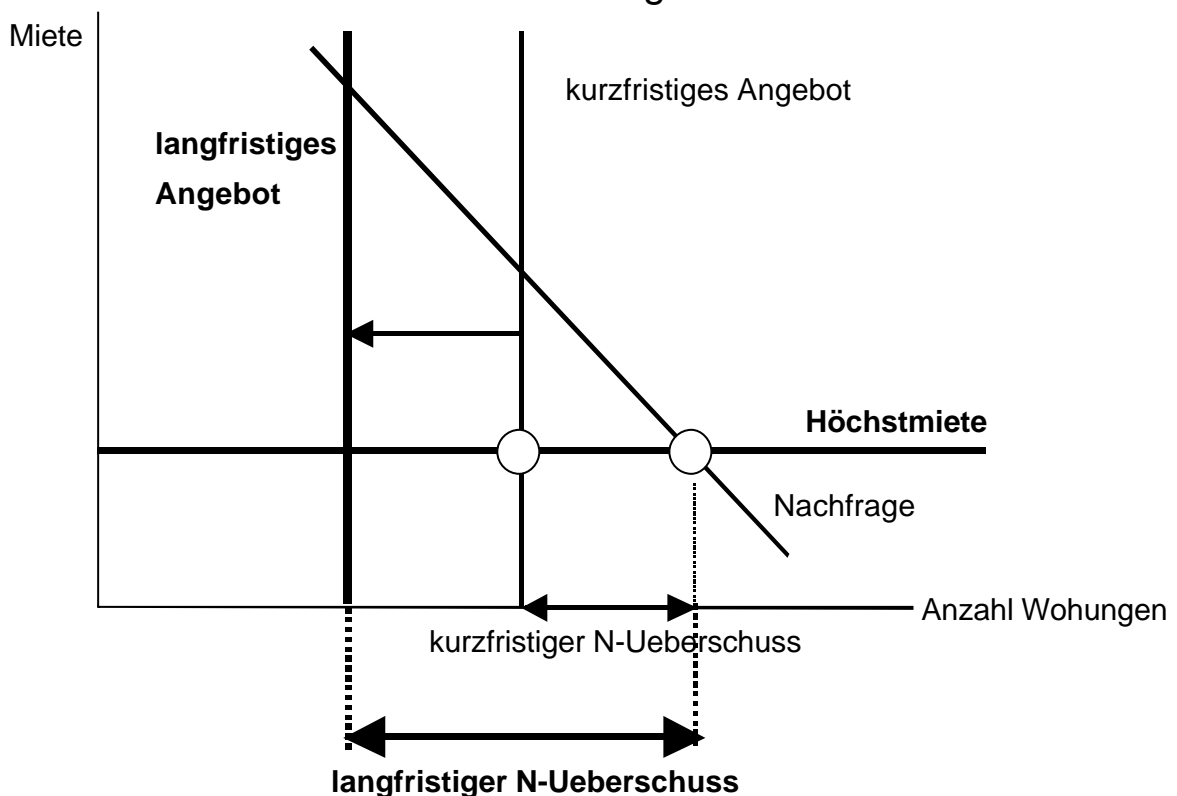 Miete
kurzfristiges Angebot
langfristiges
Angebot
Höchstmiete
Nachfrage
Anzahl Wohungen
kurzfristiger N-Ueberschuss
langfristiger N-Ueberschuss